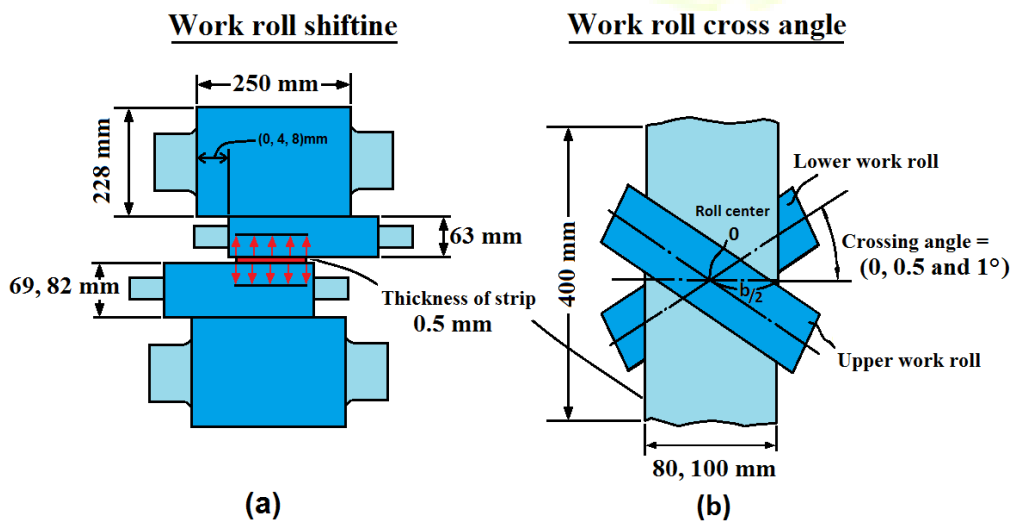 Work roll shiftine
Work roll cross angle
250 mm
(0, 4, 8)mm
228 mm
63 mm
69, 82 mm
Thickness of strip
0.5 mm
(a)
400 mm
Lower work roll
Roll center
0
Crossing angle =
(0, 0.5 and 1°)
b/2
Upper work roll
80, 100 mm
(b)